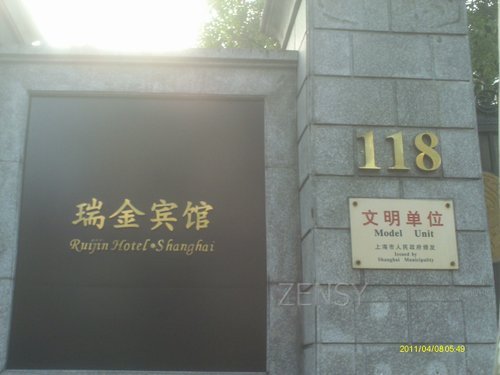 瑞金宾馆
Ruijin Hotel Shanghai
118
文明单位
Model Unit
上海市人民政府颁发
Issued by
Shanghai Municipality
ZENSY
2011/04/08 05:49